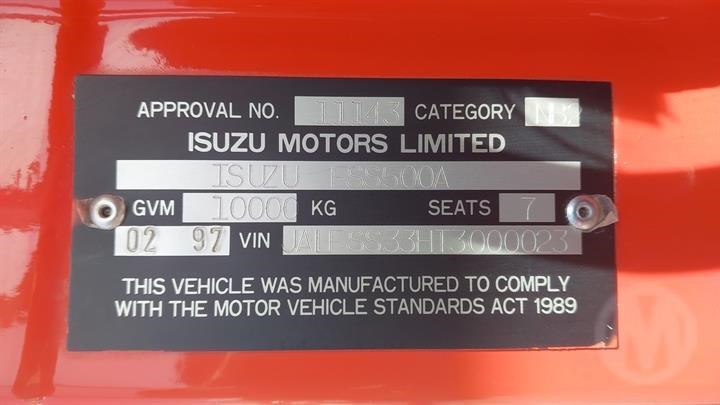 APPROVAL NO. 11143 CATEGORY NB2
ISUZU MOTORS LIMITED
ISUZU FSS500A
GVM 10000 KG SEATS 7
02 97 VIN JALFSS33HT3000023
THIS VEHICLE WAS MANUFACTURED TO COMPLY
WITH THE MOTOR VEHICLE STANDARDS ACT 1989
M